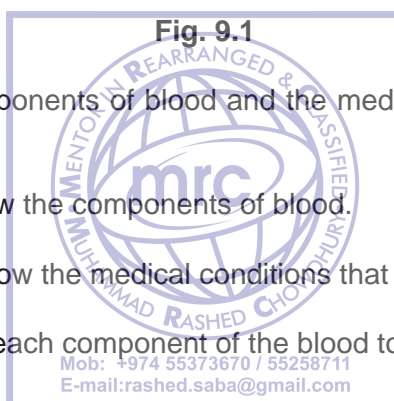 Fig. 9.1
ponents of blood and the med
w the components of blood.
ow the medical conditions that
each component of the blood to
MENTOR IN REARRANGED & CLASSIFIED
mrc
MUHAMMAD RASHED CHOWDHURY
Mob: +974 55373670 / 55258711
E-mail:rashed.saba@gmail.com